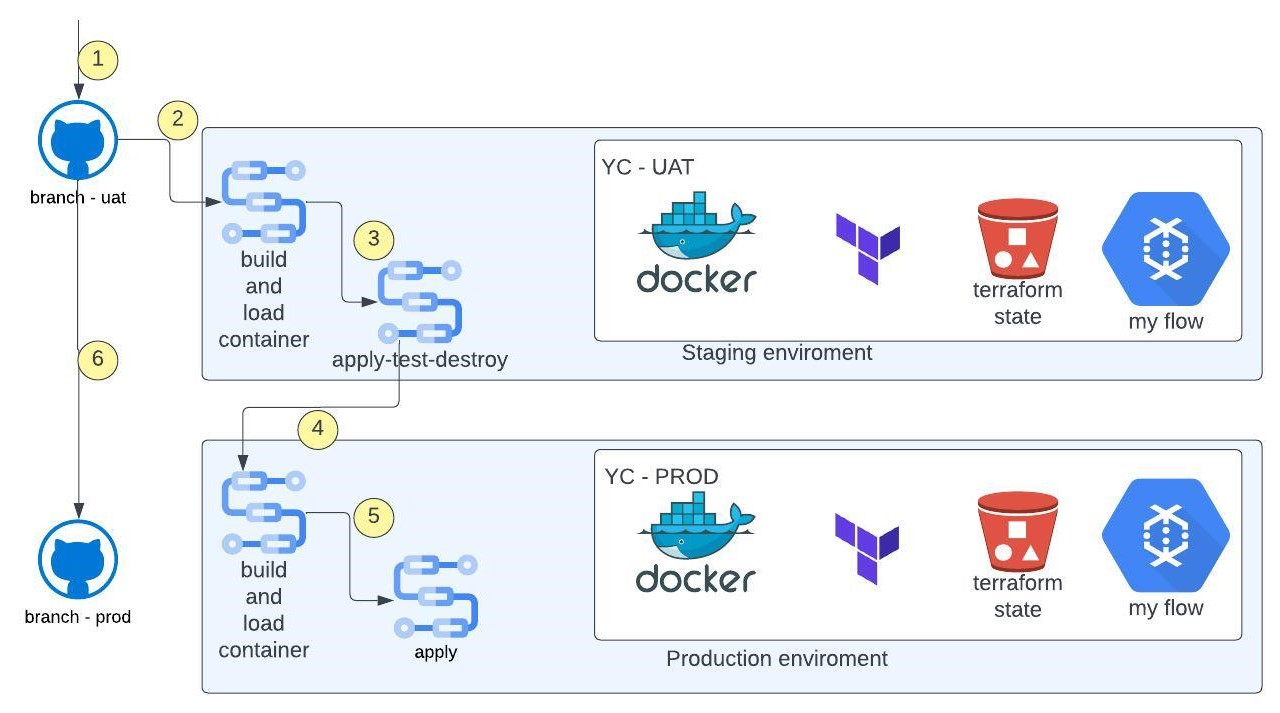 1
2
branch - uat
build
and
load
container
3
apply-test-destroy
YC - UAT
docker
terraform
state
my flow
Staging enviroment
4
6
branch - prod
build
and
load
container
5
apply
YC - PROD
docker
terraform
state
my flow
Production enviroment